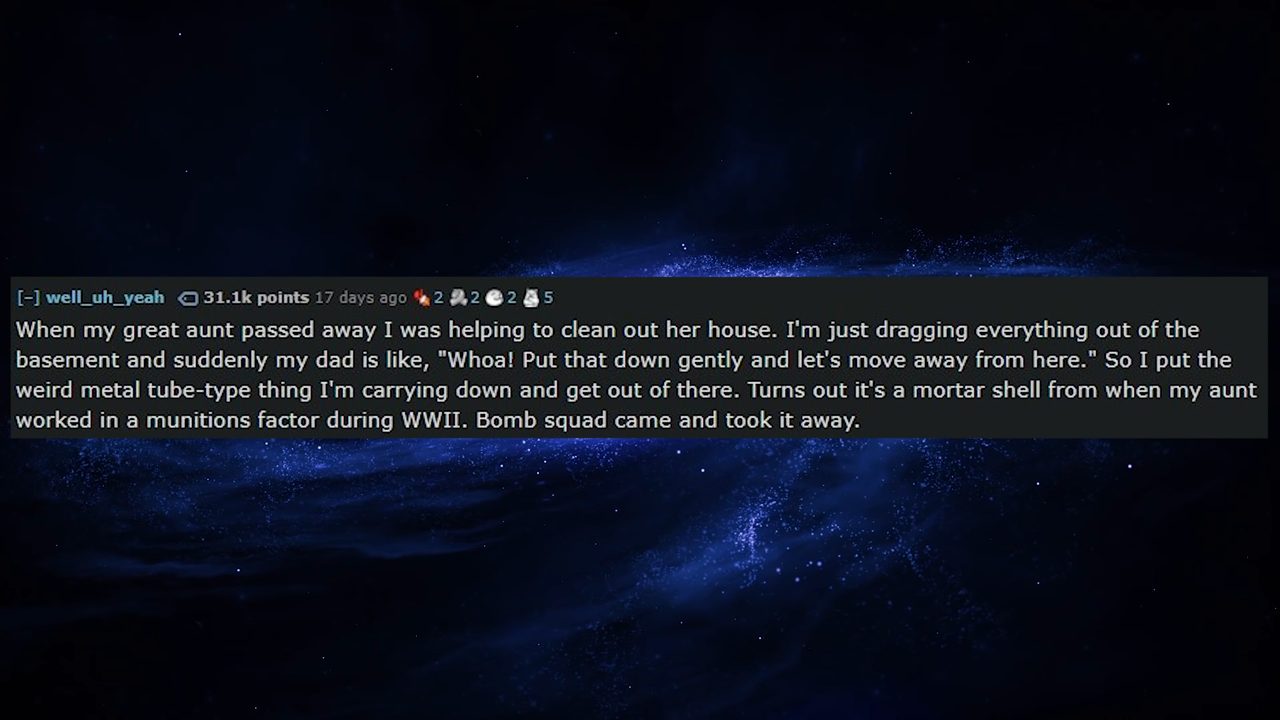 [–] well_uh_yeah 31.1k points 17 days ago 2 2 2 5
When my great aunt passed away I was helping to clean out her house. I'm just dragging everything out of the
basement and suddenly my dad is like, "Whoa! Put that down gently and let's move away from here." So I put the
weird metal tube-type thing I'm carrying down and get out of there. Turns out it's a mortar shell from when my aunt
worked in a munitions factor during WWII. Bomb squad came and took it away.